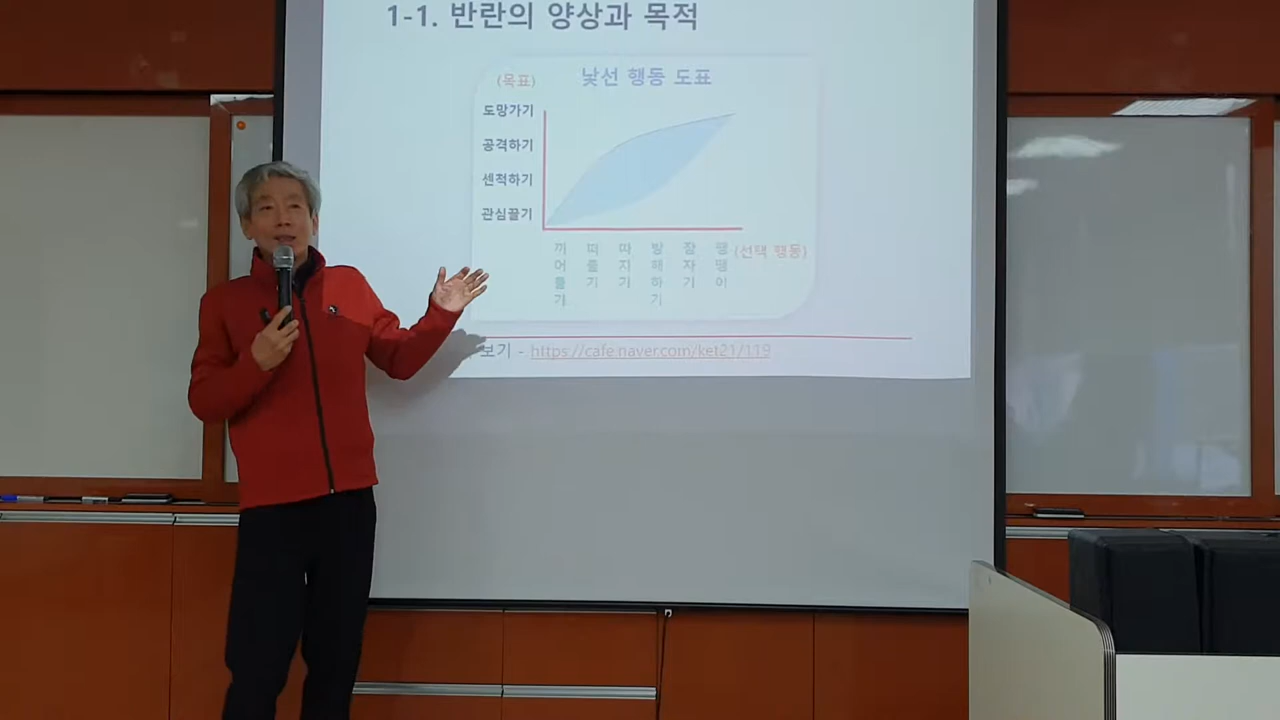 1-1. 반란의 양상과 목적
낯선 행동 도표
(목표)
도망가기
공격하기
센척하기
관심끌기
끼어들기
떠들기
따지기
방해하기
잠자기
땡땡이
(선택 행동)
보기 - https://cafe.naver.com/ket21/119